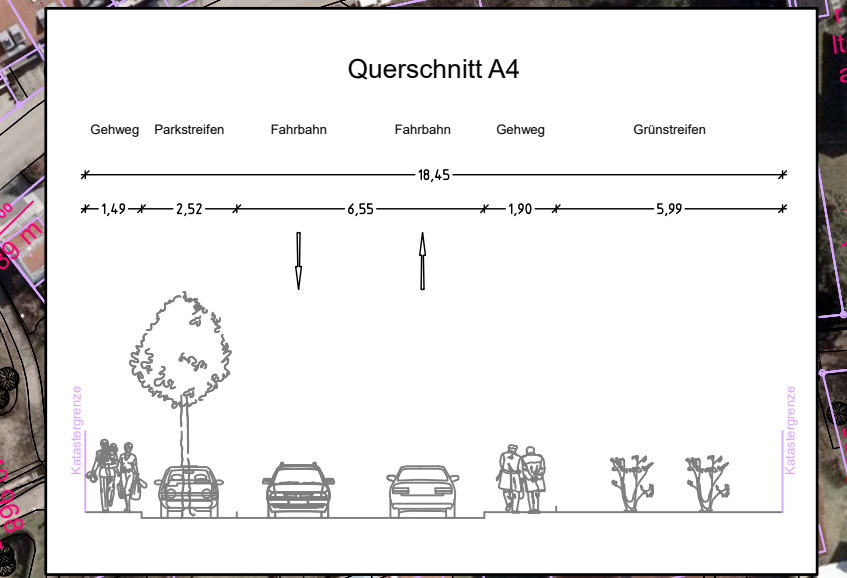 Querschnitt A4
Gehweg Parkstreifen Fahrbahn Fahrbahn Gehweg Grünstreifen
18,45
1,49 2,52 6,55 1,90 5,99
Katastergrenze
Katastergrenze